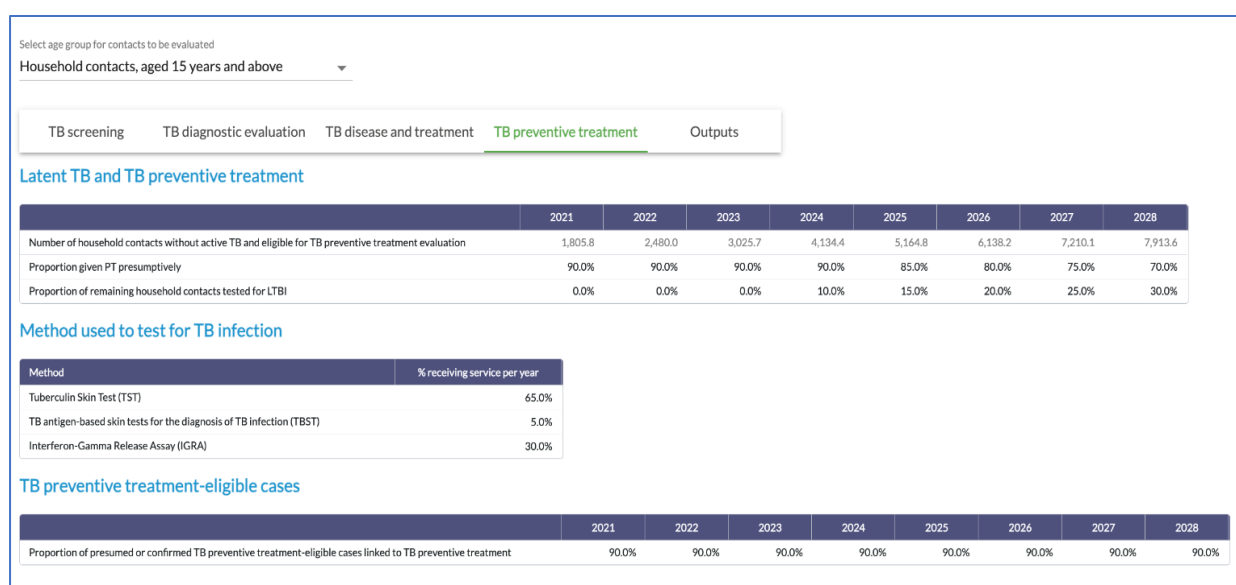 Select age group for contacts to be evaluated
Household contacts, aged 15 years and above
TB screening TB diagnostic evaluation TB disease and treatment TB preventive treatment Outputs
Latent TB and TB preventive treatment
2021 2022 2023 2024 2025 2026 2027 2028
Number of household contacts without active TB and eligible for TB preventive treatment evaluation 1,805.8 2,480.0 3,025.7 4,134.4 5,164.8 6,138.2 7,210.1 7,913.6
Proportion given PT presumptively 90.0% 90.0% 90.0% 90.0% 85.0% 80.0% 75.0% 70.0%
Proportion of remaining household contacts tested for LTBI 0.0% 0.0% 0.0% 10.0% 15.0% 20.0% 25.0% 30.0%
Method used to test for TB infection
Method % receiving service per year
Tuberculin Skin Test (TST) 65.0%
TB antigen-based skin tests for the diagnosis of TB infection (TBST) 5.0%
Interferon-Gamma Release Assay (IGRA) 30.0%
TB preventive treatment-eligible cases
2021 2022 2023 2024 2025 2026 2027 2028
Proportion of presumed or confirmed TB preventive treatment-eligible cases linked to TB preventive treatment 90.0% 90.0% 90.0% 90.0% 90.0% 90.0% 90.0% 90.0%